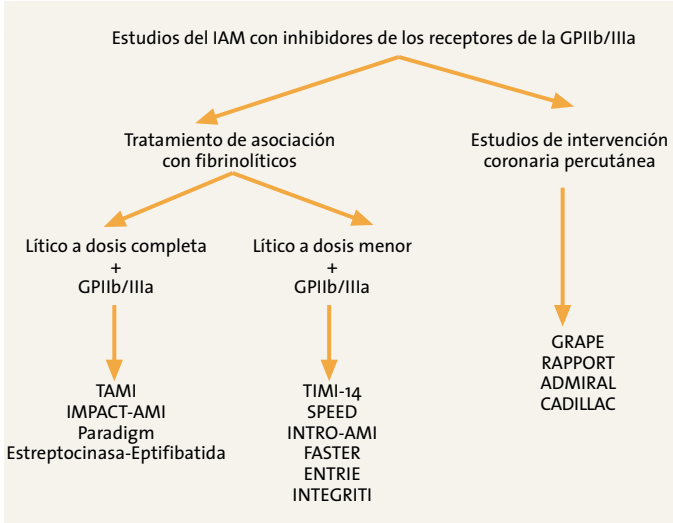 Estudios del IAM con inhibidores de los receptores de la GPIIb/IIIa
Tratamiento de asociación
con fibrinolíticos
Estudios de intervención
coronaria percutánea
Lítico a dosis completa
+
GPIIb/IIIa
Lítico a dosis menor
+
GPIIb/IIIa
TAMI
IMPACT-AMI
Paradigm
Estreptocinasa-Eptifibatida
TIMI-14
SPEED
INTRO-AMI
FASTER
ENTRIE
INTEGRITI
GRAPE
RAPPORT
ADMIRAL
CADILLAC